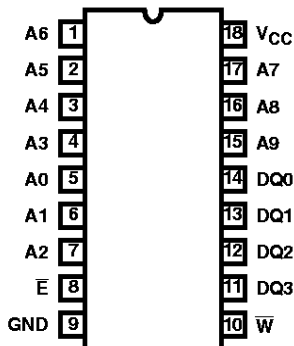 A6 1 18 VCC
A5 2 17 A7
A4 3 16 A8
A3 4 15 A9
A0 5 14 DQ0
A1 6 13 DQ1
A2 7 12 DQ2
E̅ 8 11 DQ3
GND 9 10 W̅